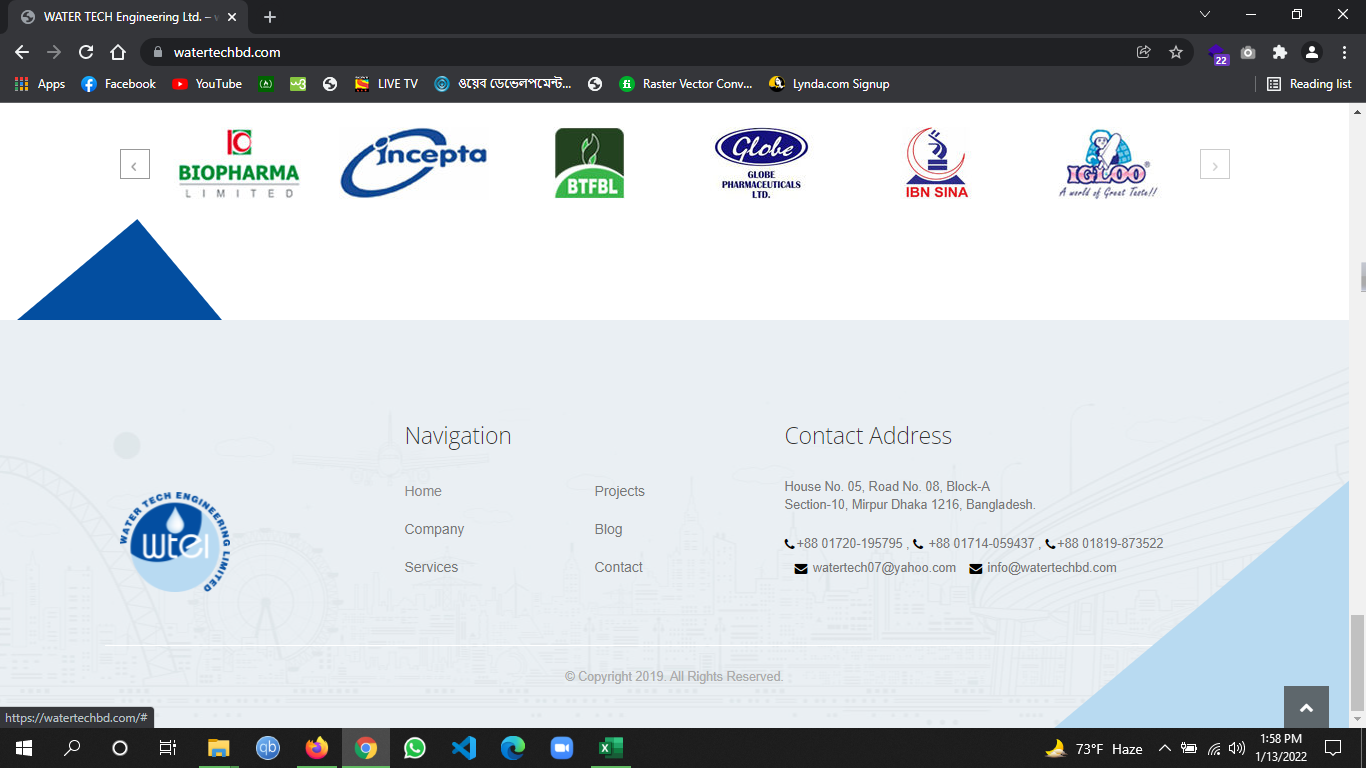 WATER TECH Engineering Ltd. –
watertechbd.com
22
Apps
Facebook
YouTube
LIVE TV
ওয়েব ডেভেলপমেন্ট...
Raster Vector Conv...
Lynda.com Signup
Reading list
BIOPHARMA
LIMITED
incepta
BTFBL
Globe
GLOBE
PHARMACEUTICALS
LTD.
IBN SINA
IGLOO
A world of Great Taste!!
WATER TECH ENGINEERING LIMITED
wtel
Navigation
Home
Projects
Company
Blog
Services
Contact
Contact Address
House No. 05, Road No. 08, Block-A
Section-10, Mirpur Dhaka 1216, Bangladesh.
+88 01720-195795 , +88 01714-059437 , +88 01819-873522
watertech07@yahoo.com info@watertechbd.com
© Copyright 2019. All Rights Reserved.
https://watertechbd.com/#
qb
73°F Haze
1:58 PM
1/13/2022